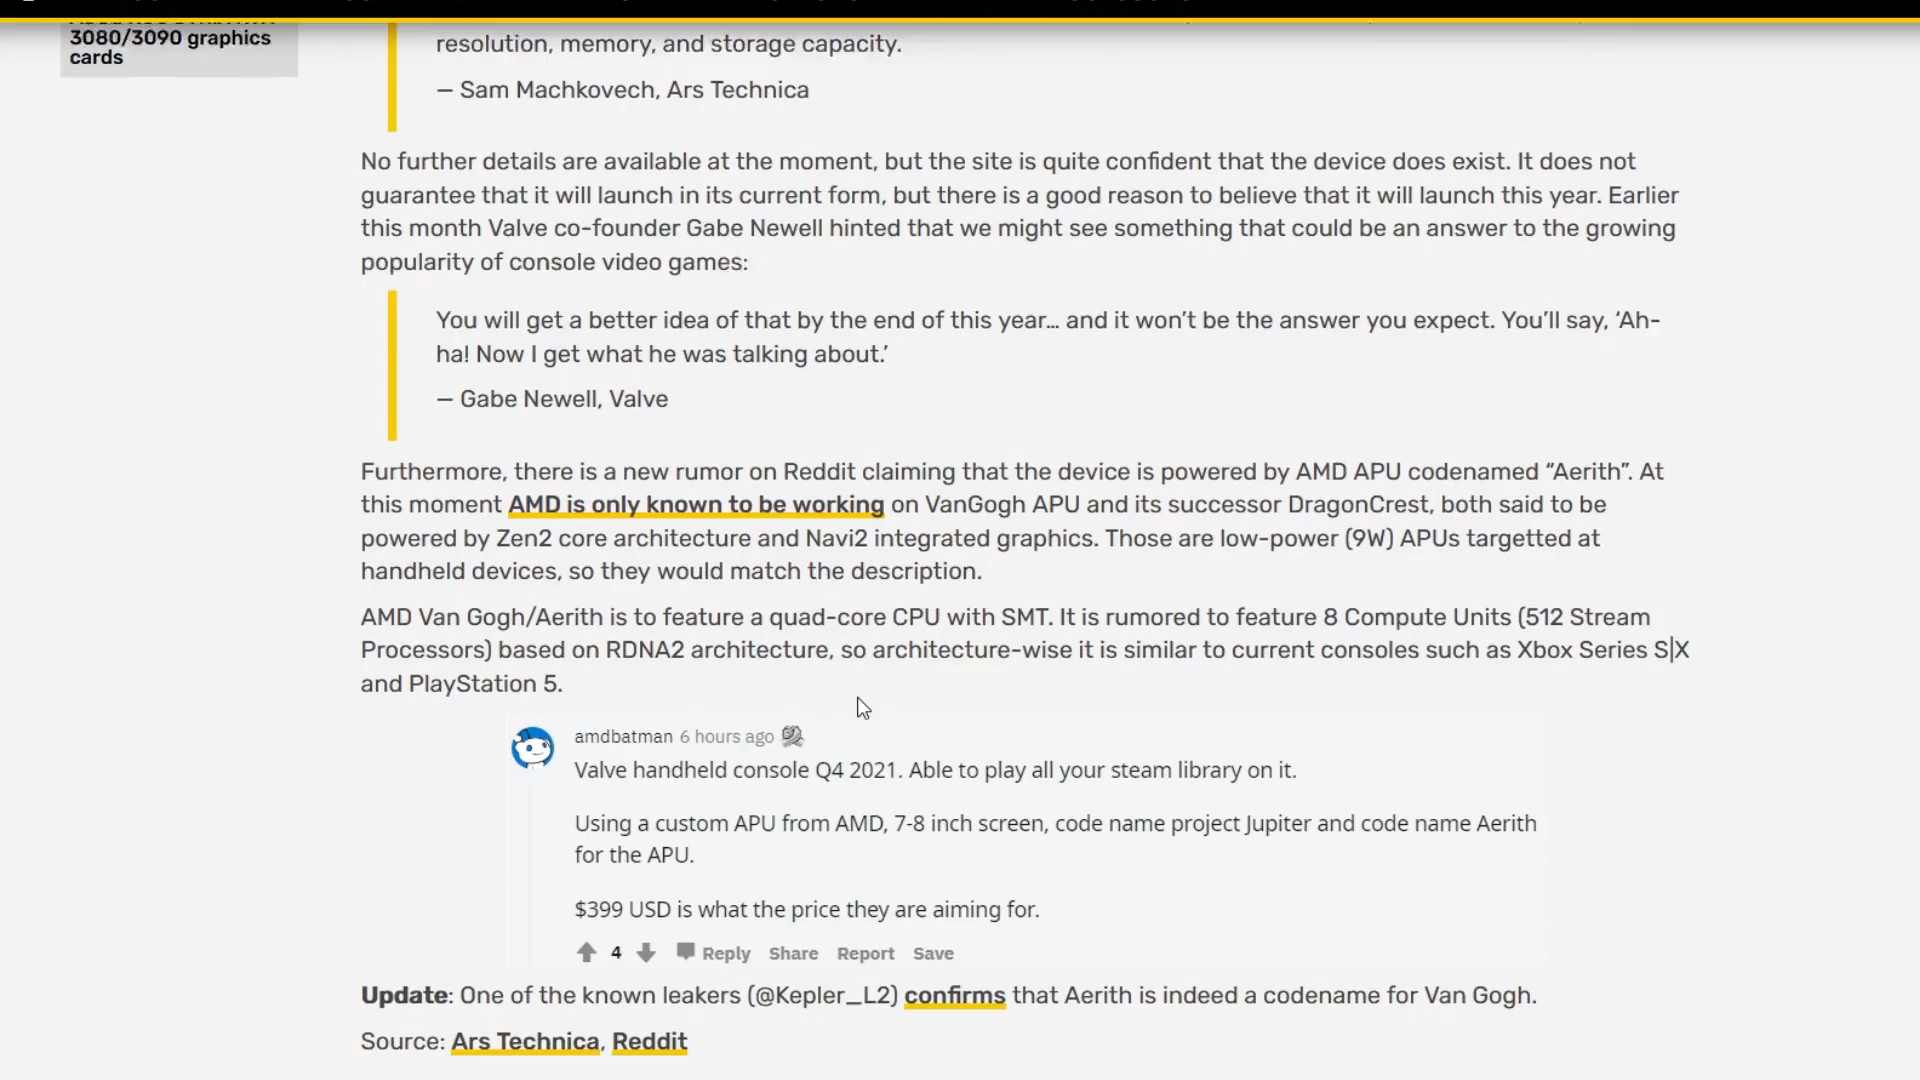 3080/3090 graphics
cards
resolution, memory, and storage capacity.
— Sam Machkovech, Ars Technica
No further details are available at the moment, but the site is quite confident that the device does exist. It does not
guarantee that it will launch in its current form, but there is a good reason to believe that it will launch this year. Earlier
this month Valve co-founder Gabe Newell hinted that we might see something that could be an answer to the growing
popularity of console video games:
You will get a better idea of that by the end of this year… and it won’t be the answer you expect. You’ll say, ‘Ah-
ha! Now I get what he was talking about.’
— Gabe Newell, Valve
Furthermore, there is a new rumor on Reddit claiming that the device is powered by AMD APU codenamed “Aerith”. At
this moment AMD is only known to be working on VanGogh APU and its successor DragonCrest, both said to be
powered by Zen2 core architecture and Navi2 integrated graphics. Those are low-power (9W) APUs targetted at
handheld devices, so they would match the description.
AMD Van Gogh/Aerith is to feature a quad-core CPU with SMT. It is rumored to feature 8 Compute Units (512 Stream
Processors) based on RDNA2 architecture, so architecture-wise it is similar to current consoles such as Xbox Series S|X
and PlayStation 5.
amdbatman 6 hours ago
Valve handheld console Q4 2021. Able to play all your steam library on it.
Using a custom APU from AMD, 7-8 inch screen, code name project Jupiter and code name Aerith
for the APU.
$399 USD is what the price they are aiming for.
4 Reply Share Report Save
Update: One of the known leakers (@Kepler_L2) confirms that Aerith is indeed a codename for Van Gogh.
Source: Ars Technica, Reddit